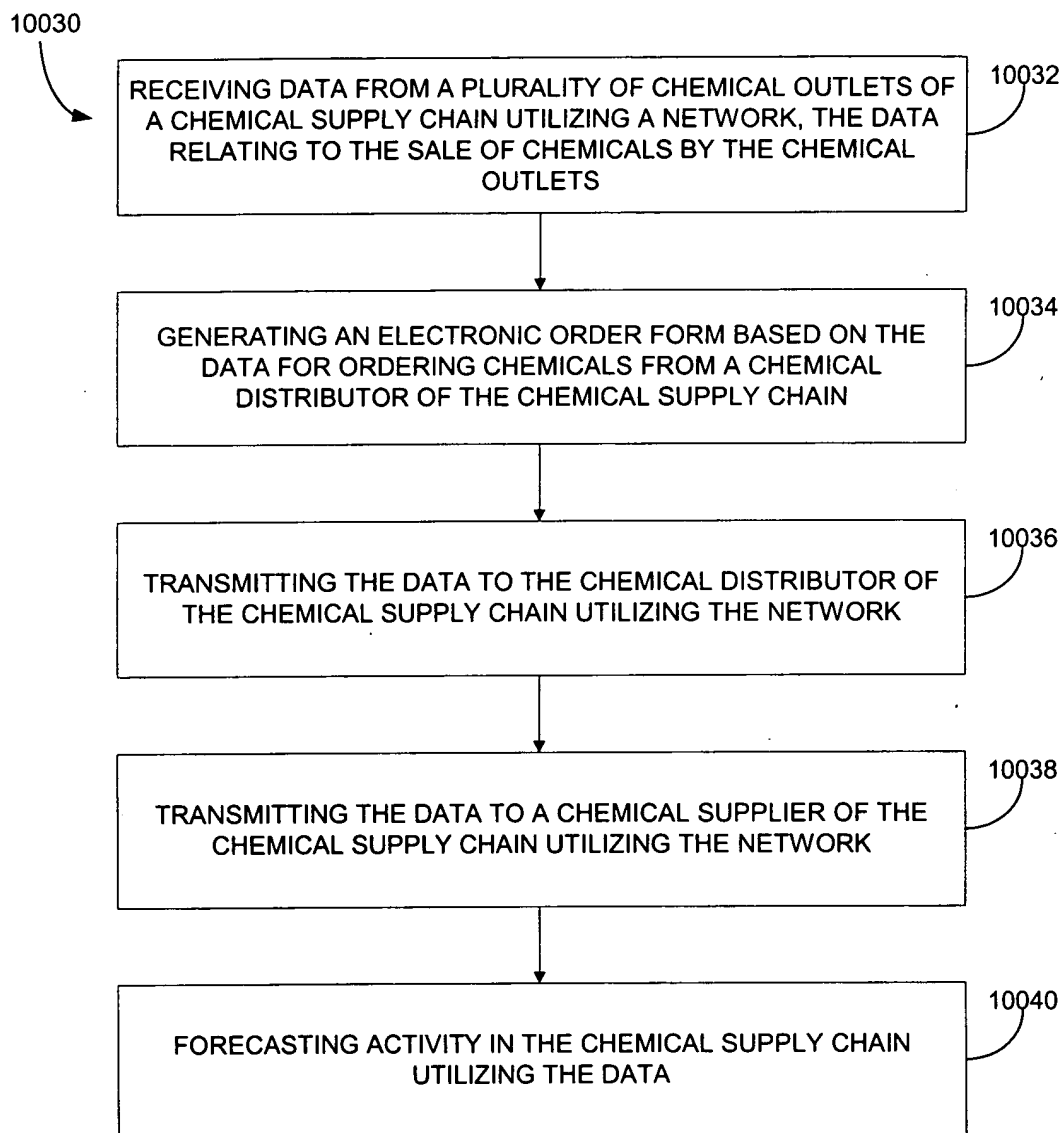 10030
10032
RECEIVING DATA FROM A PLURALITY OF CHEMICAL OUTLETS OF
A CHEMICAL SUPPLY CHAIN UTILIZING A NETWORK, THE DATA
RELATING TO THE SALE OF CHEMICALS BY THE CHEMICAL
OUTLETS
10034
GENERATING AN ELECTRONIC ORDER FORM BASED ON THE
DATA FOR ORDERING CHEMICALS FROM A CHEMICAL
DISTRIBUTOR OF THE CHEMICAL SUPPLY CHAIN
10036
TRANSMITTING THE DATA TO THE CHEMICAL DISTRIBUTOR OF
THE CHEMICAL SUPPLY CHAIN UTILIZING THE NETWORK
10038
TRANSMITTING THE DATA TO A CHEMICAL SUPPLIER OF THE
CHEMICAL SUPPLY CHAIN UTILIZING THE NETWORK
10040
FORECASTING ACTIVITY IN THE CHEMICAL SUPPLY CHAIN
UTILIZING THE DATA